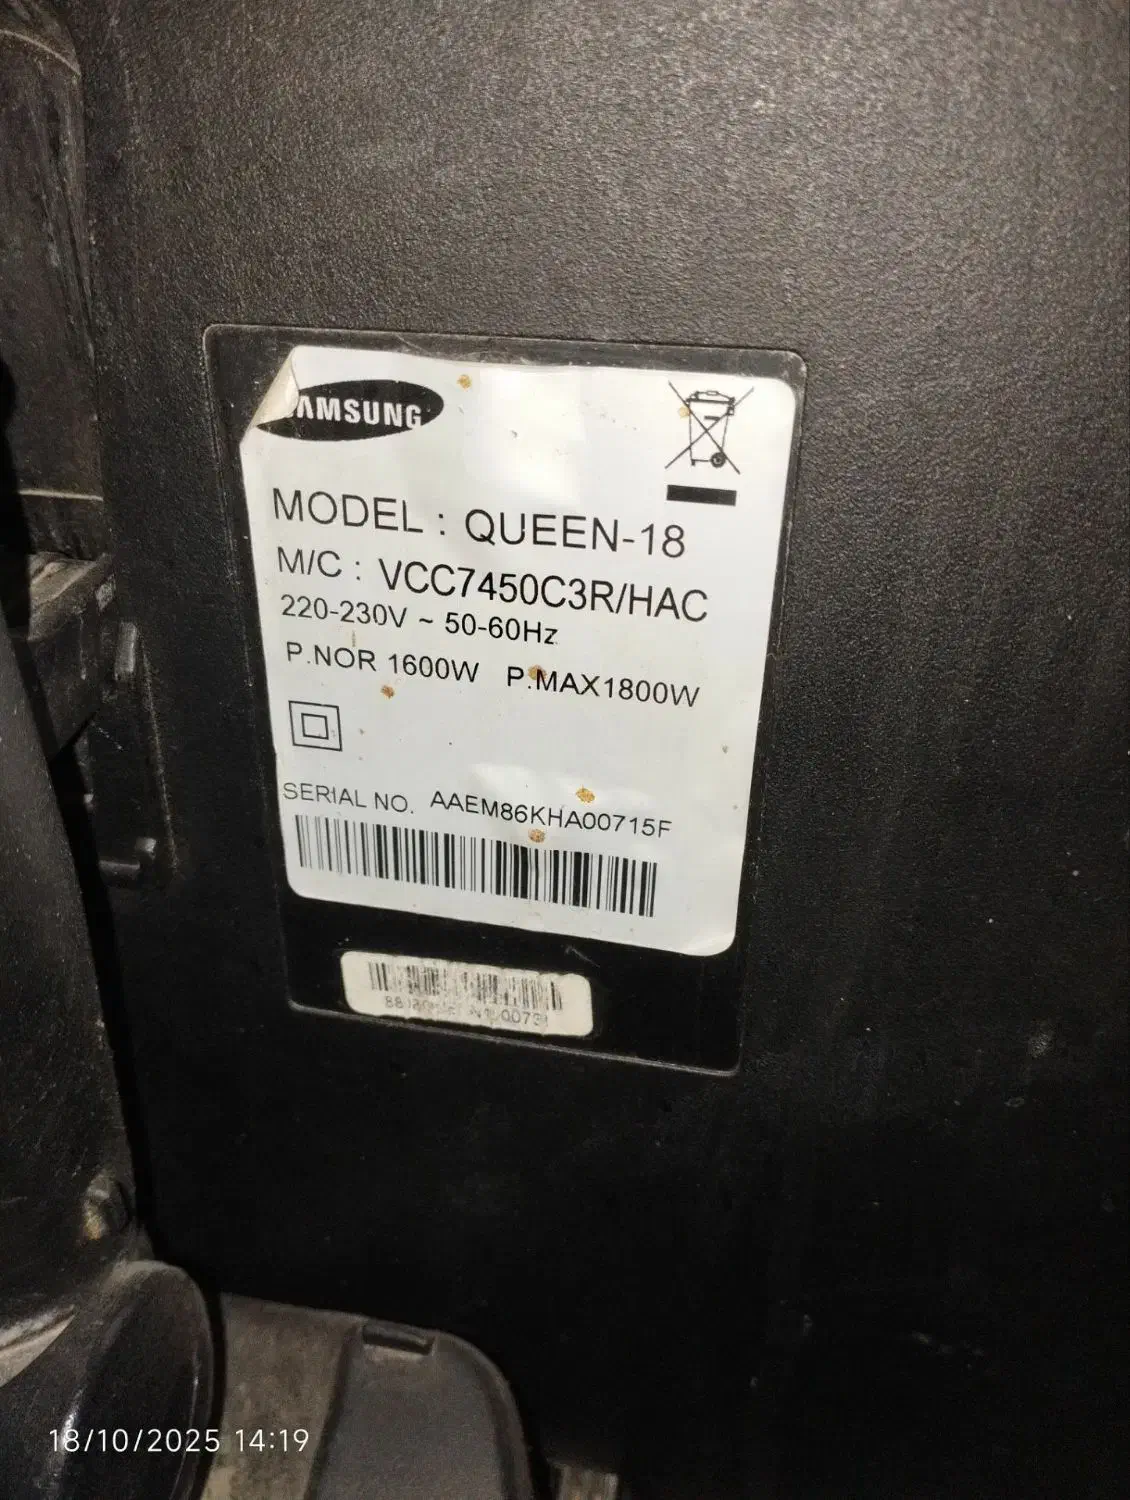 SAMSUNG
MODEL : QUEEN-18
M/C : VCC7450C3R/HAC
220-230V ~ 50-60Hz
P.NOR 1600W P.MAX1800W
SERIAL NO. AAEM86KHA00715F
18/10/2025 14:19